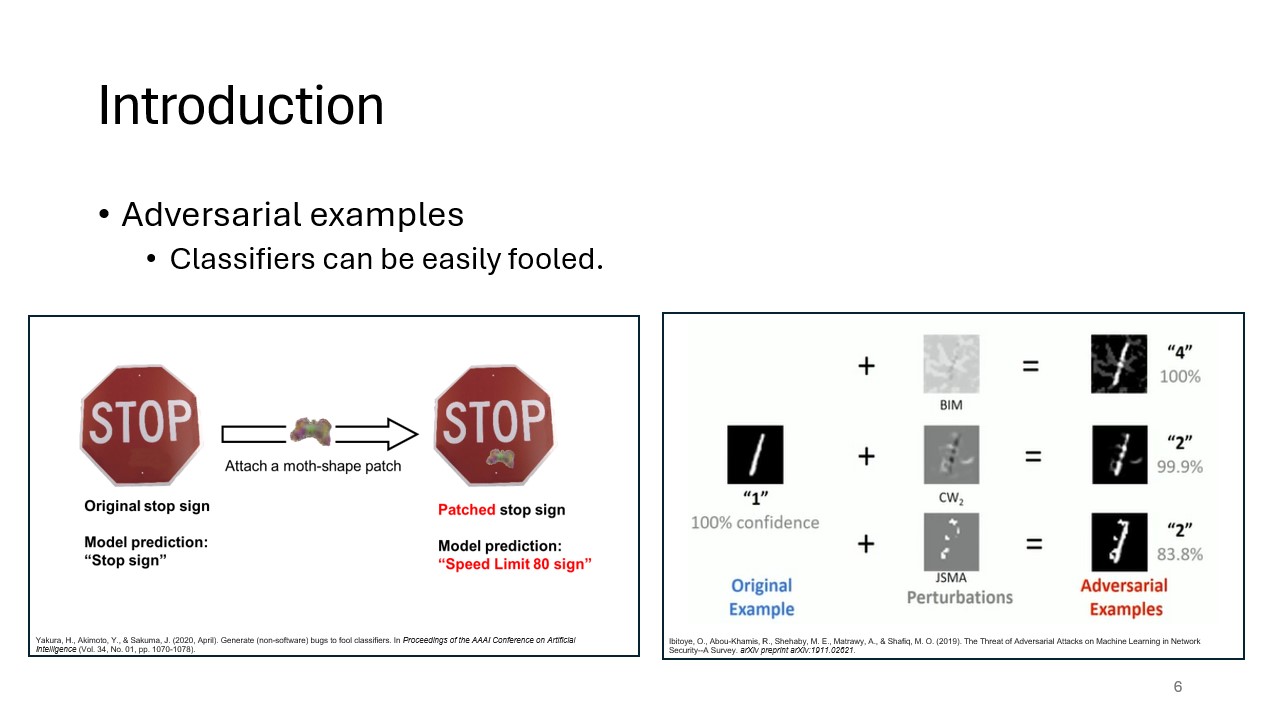 Introduction
• Adversarial examples
• Classifiers can be easily fooled.
STOP
Attach a moth-shape patch
STOP
Original stop sign
Model prediction:
“Stop sign”
Patched stop sign
Model prediction:
“Speed Limit 80 sign”
Yakura, H., Akimoto, Y., & Sakuma, J. (2020, April). Generate (non-software) bugs to fool classifiers. In Proceedings of the AAAI Conference on Artificial
Intelligence (Vol. 34, No. 01, pp. 1070-1078).
+ = “4”
100%
BIM
+ = “2”
99.9%
“1”
100% confidence
CW2
+ = “2”
83.8%
JSMA
Original
Example
Perturbations
Adversarial
Examples
Ibitoye, O., Abou-Khamis, R., Shehaby, M. E., Matrawy, A., & Shafiq, M. O. (2019). The Threat of Adversarial Attacks on Machine Learning in Network
Security--A Survey. arXiv preprint arXiv:1911.02621.
6